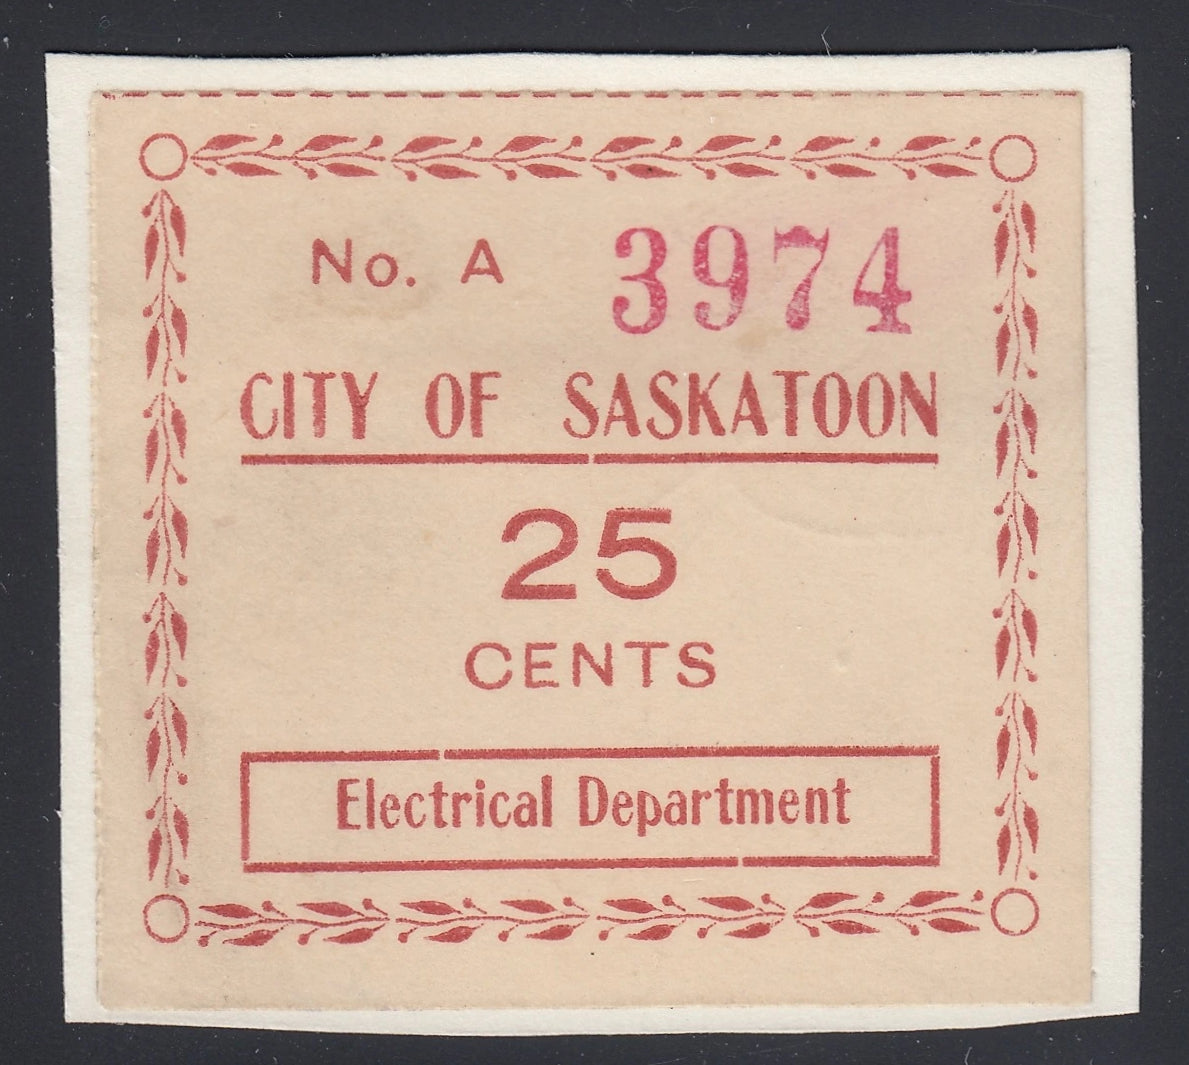 No. A 3974
CITY OF SASKATOON
25
CENTS
Electrical Department